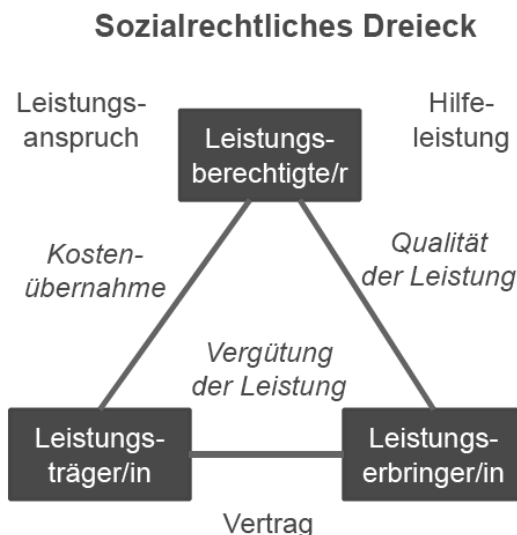 Sozialrechtliches Dreieck
Leistungs-
anspruch
Leistungs-
berechtigte/r
Hilfe-
leistung
Kosten-
übernahme
Qualität
der Leistung
Vergütung
der Leistung
Leistungs-
träger/in
Leistungs-
erbringer/in
Vertrag